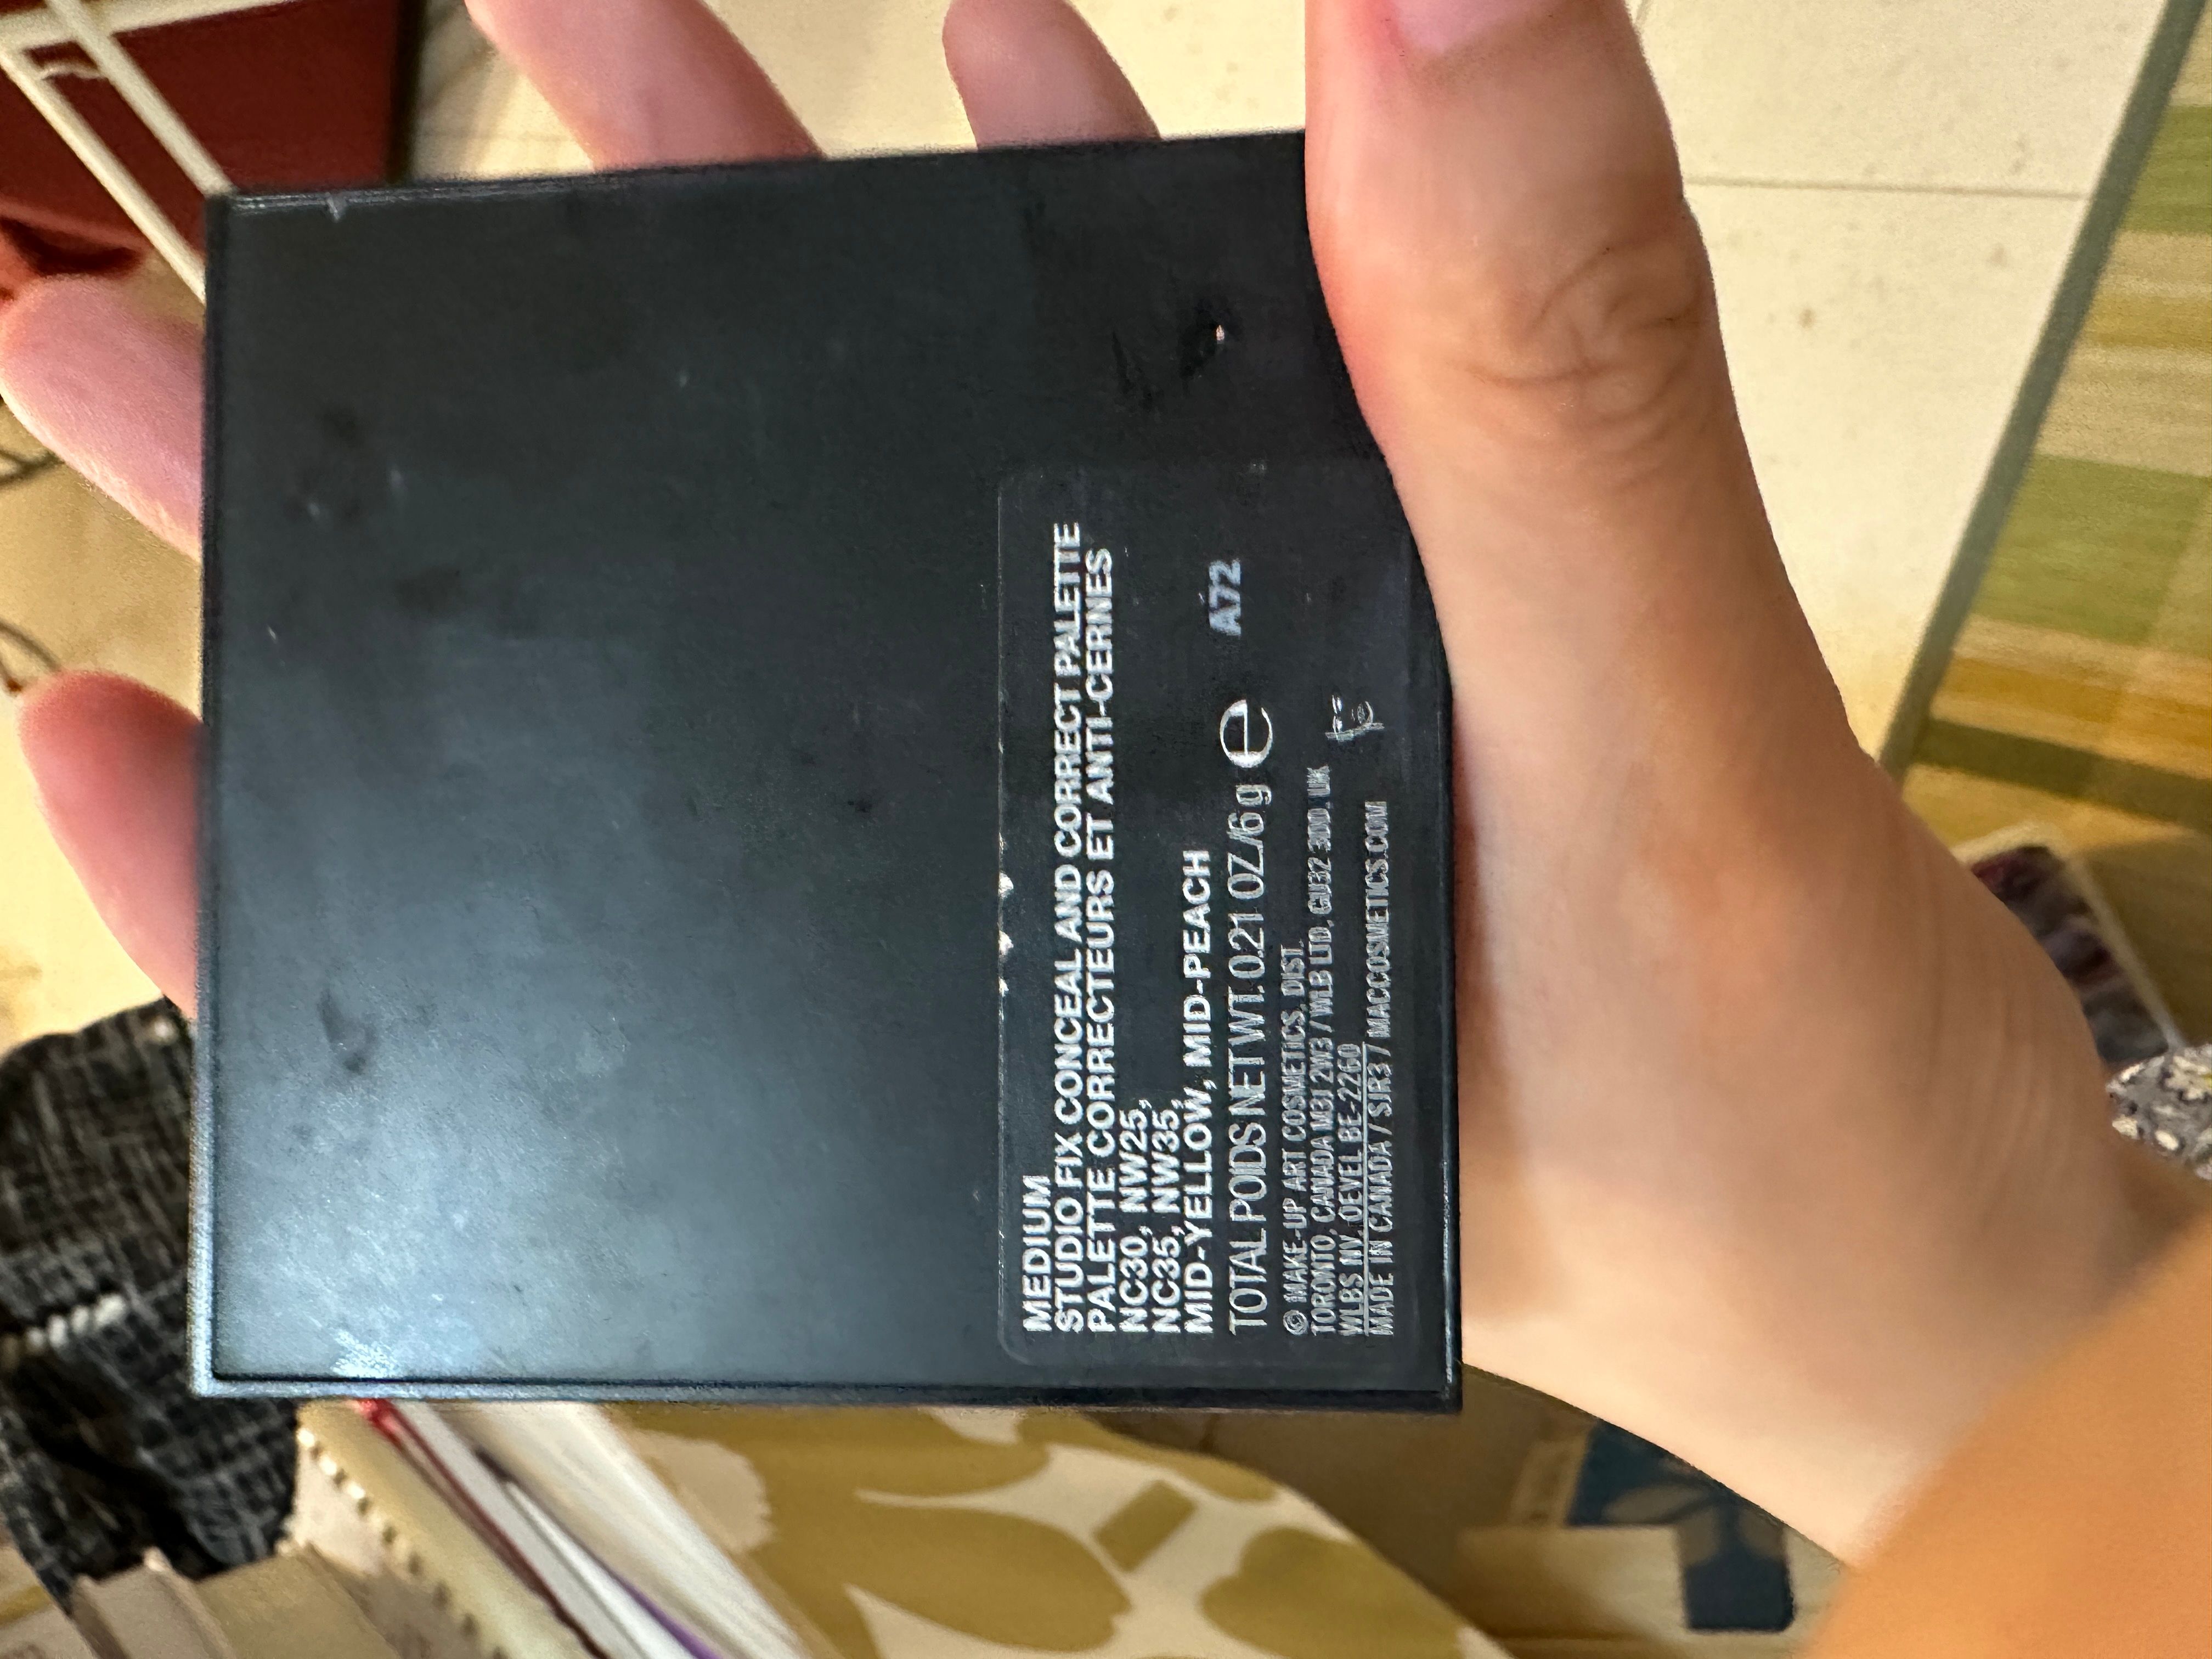 MEDIUM
STUDIO FIX CONCEAL AND CORRECT PALETTE
PALETTE CORRECTEURS ET ANTI-CERNES
NC30, NW25,
NC35, NW35,
MID-YELLOW, MID-PEACH
TOTAL POIDS NET WT. 0.21 OZ./6 g e A72
© MAKE-UP ART COSMETICS, DIST.
TORONTO, CANADA M3J 2W3 / WLB LTD, GU32 3DD, UK
WLBS NV, OEVEL BE-2260
MADE IN CANADA / SJR3 / MACCOSMETICS.COM